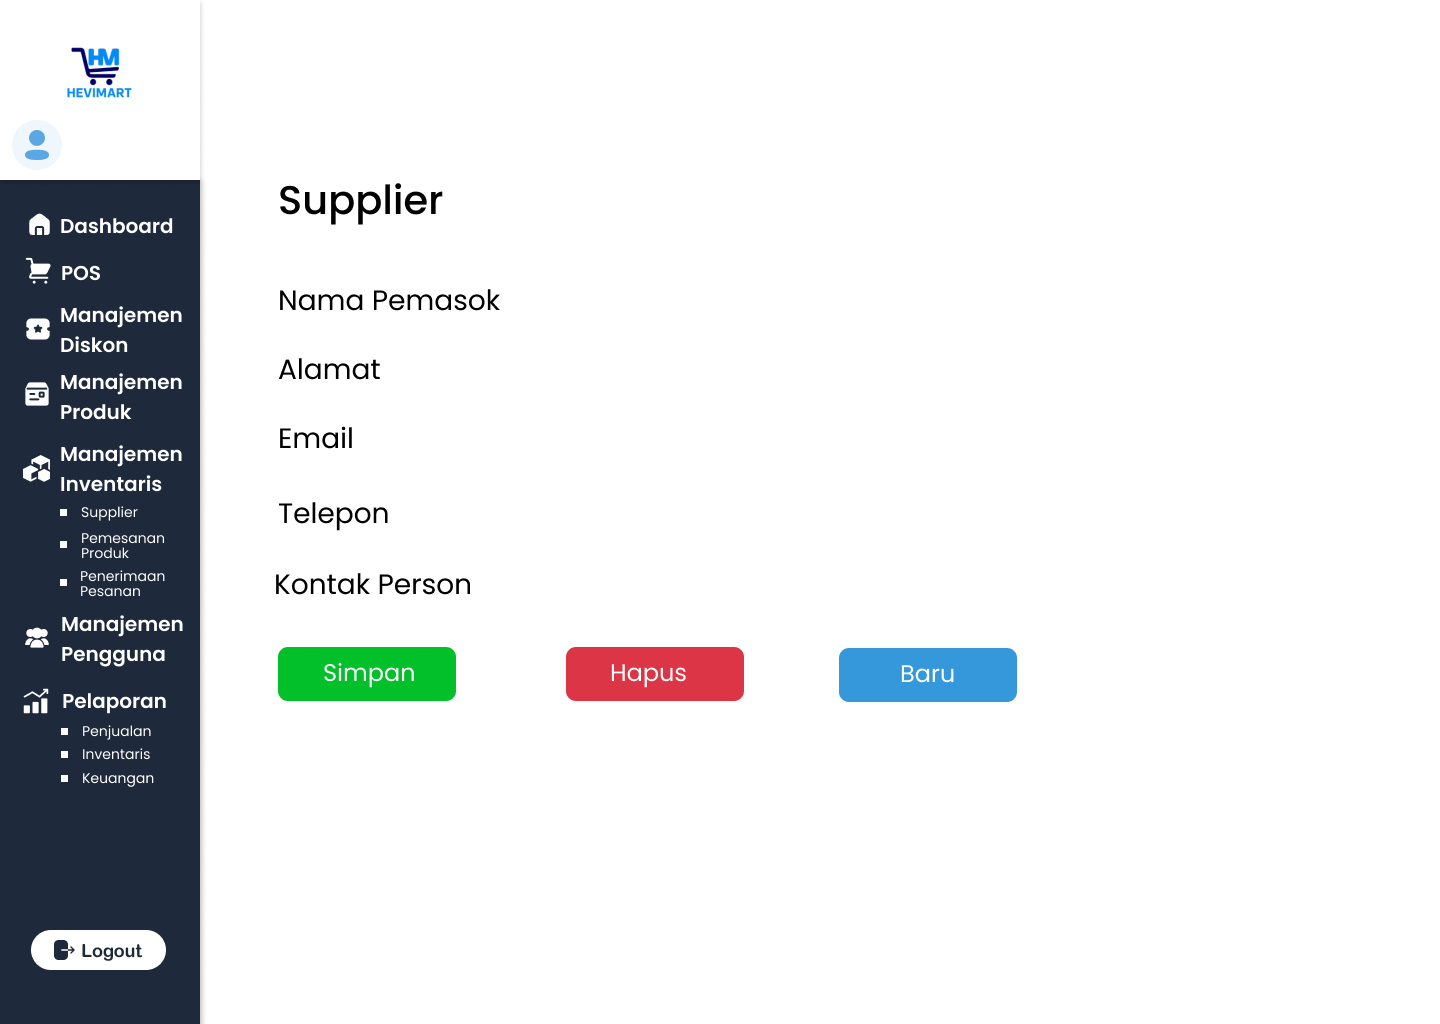 HM
HEVIMART
Dashboard
POS
Manajemen
Diskon
Manajemen
Produk
Manajemen
Inventaris
Supplier
Pemesanan
Produk
Penerimaan
Pesanan
Manajemen
Pengguna
Pelaporan
Penjualan
Inventaris
Keuangan
Logout
Supplier
Nama Pemasok
Alamat
Email
Telepon
Kontak Person
Simpan
Hapus
Baru